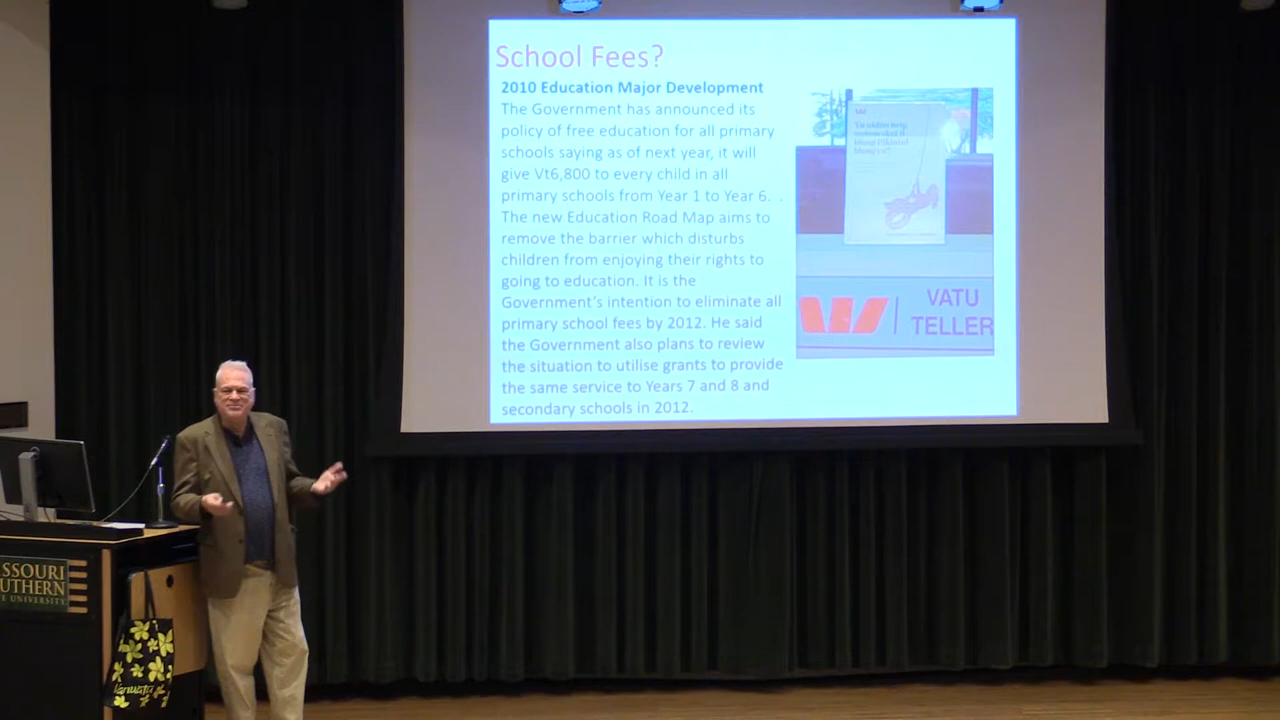 School Fees?
2010 Education Major Development
The Government has announced its
policy of free education for all primary
schools saying as of next year, it will
give Vt6,800 to every child in all
primary schools from Year 1 to Year 6. .
The new Education Road Map aims to
remove the barrier which disturbs
children from enjoying their rights to
going to education. It is the
Government's intention to eliminate all
primary school fees by 2012. He said
the Government also plans to review
the situation to utilise grants to provide
the same service to Years 7 and 8 and
secondary schools in 2012.
VATU
TELLER
SSOURI
UTHERN
E UNIVERSITY
Vanuatu